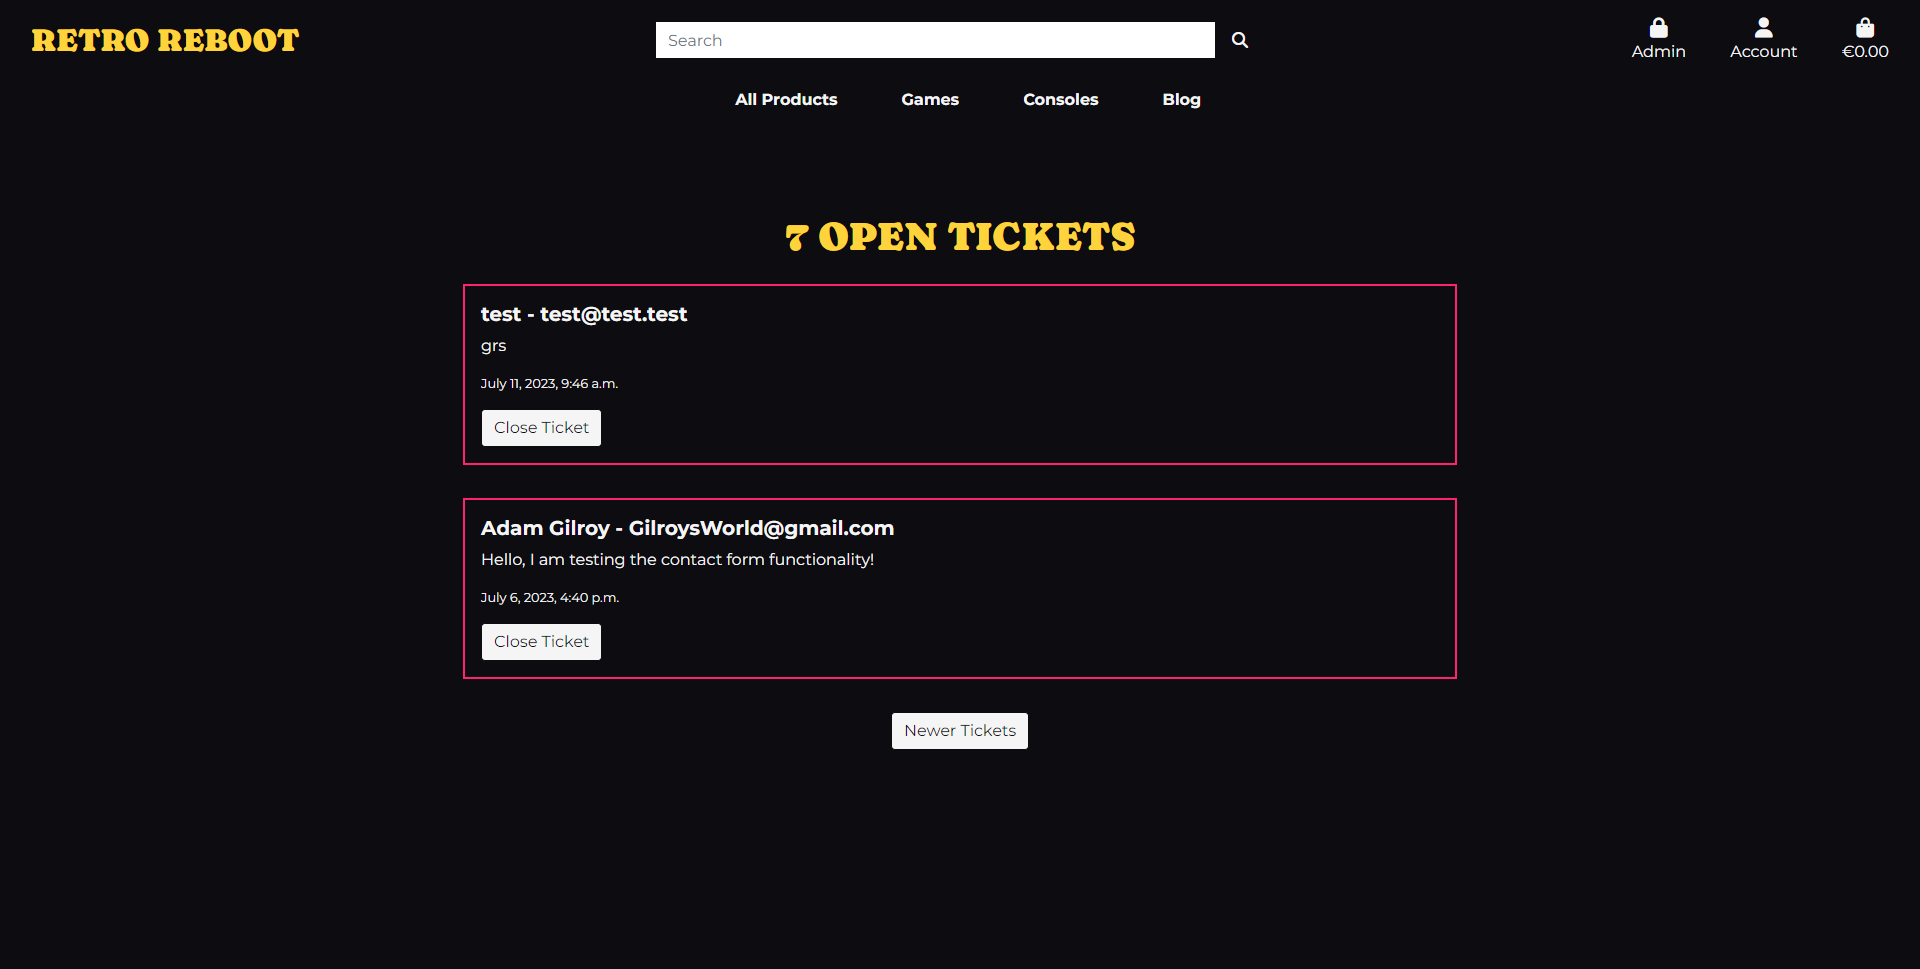 RETRO REBOOT
Search
Admin
Account
€0.00
All Products
Games
Consoles
Blog
7 OPEN TICKETS
test - test@test.test
grs
July 11, 2023, 9:46 a.m.
Close Ticket
Adam Gilroy - GilroysWorld@gmail.com
Hello, I am testing the contact form functionality!
July 6, 2023, 4:40 p.m.
Close Ticket
Newer Tickets